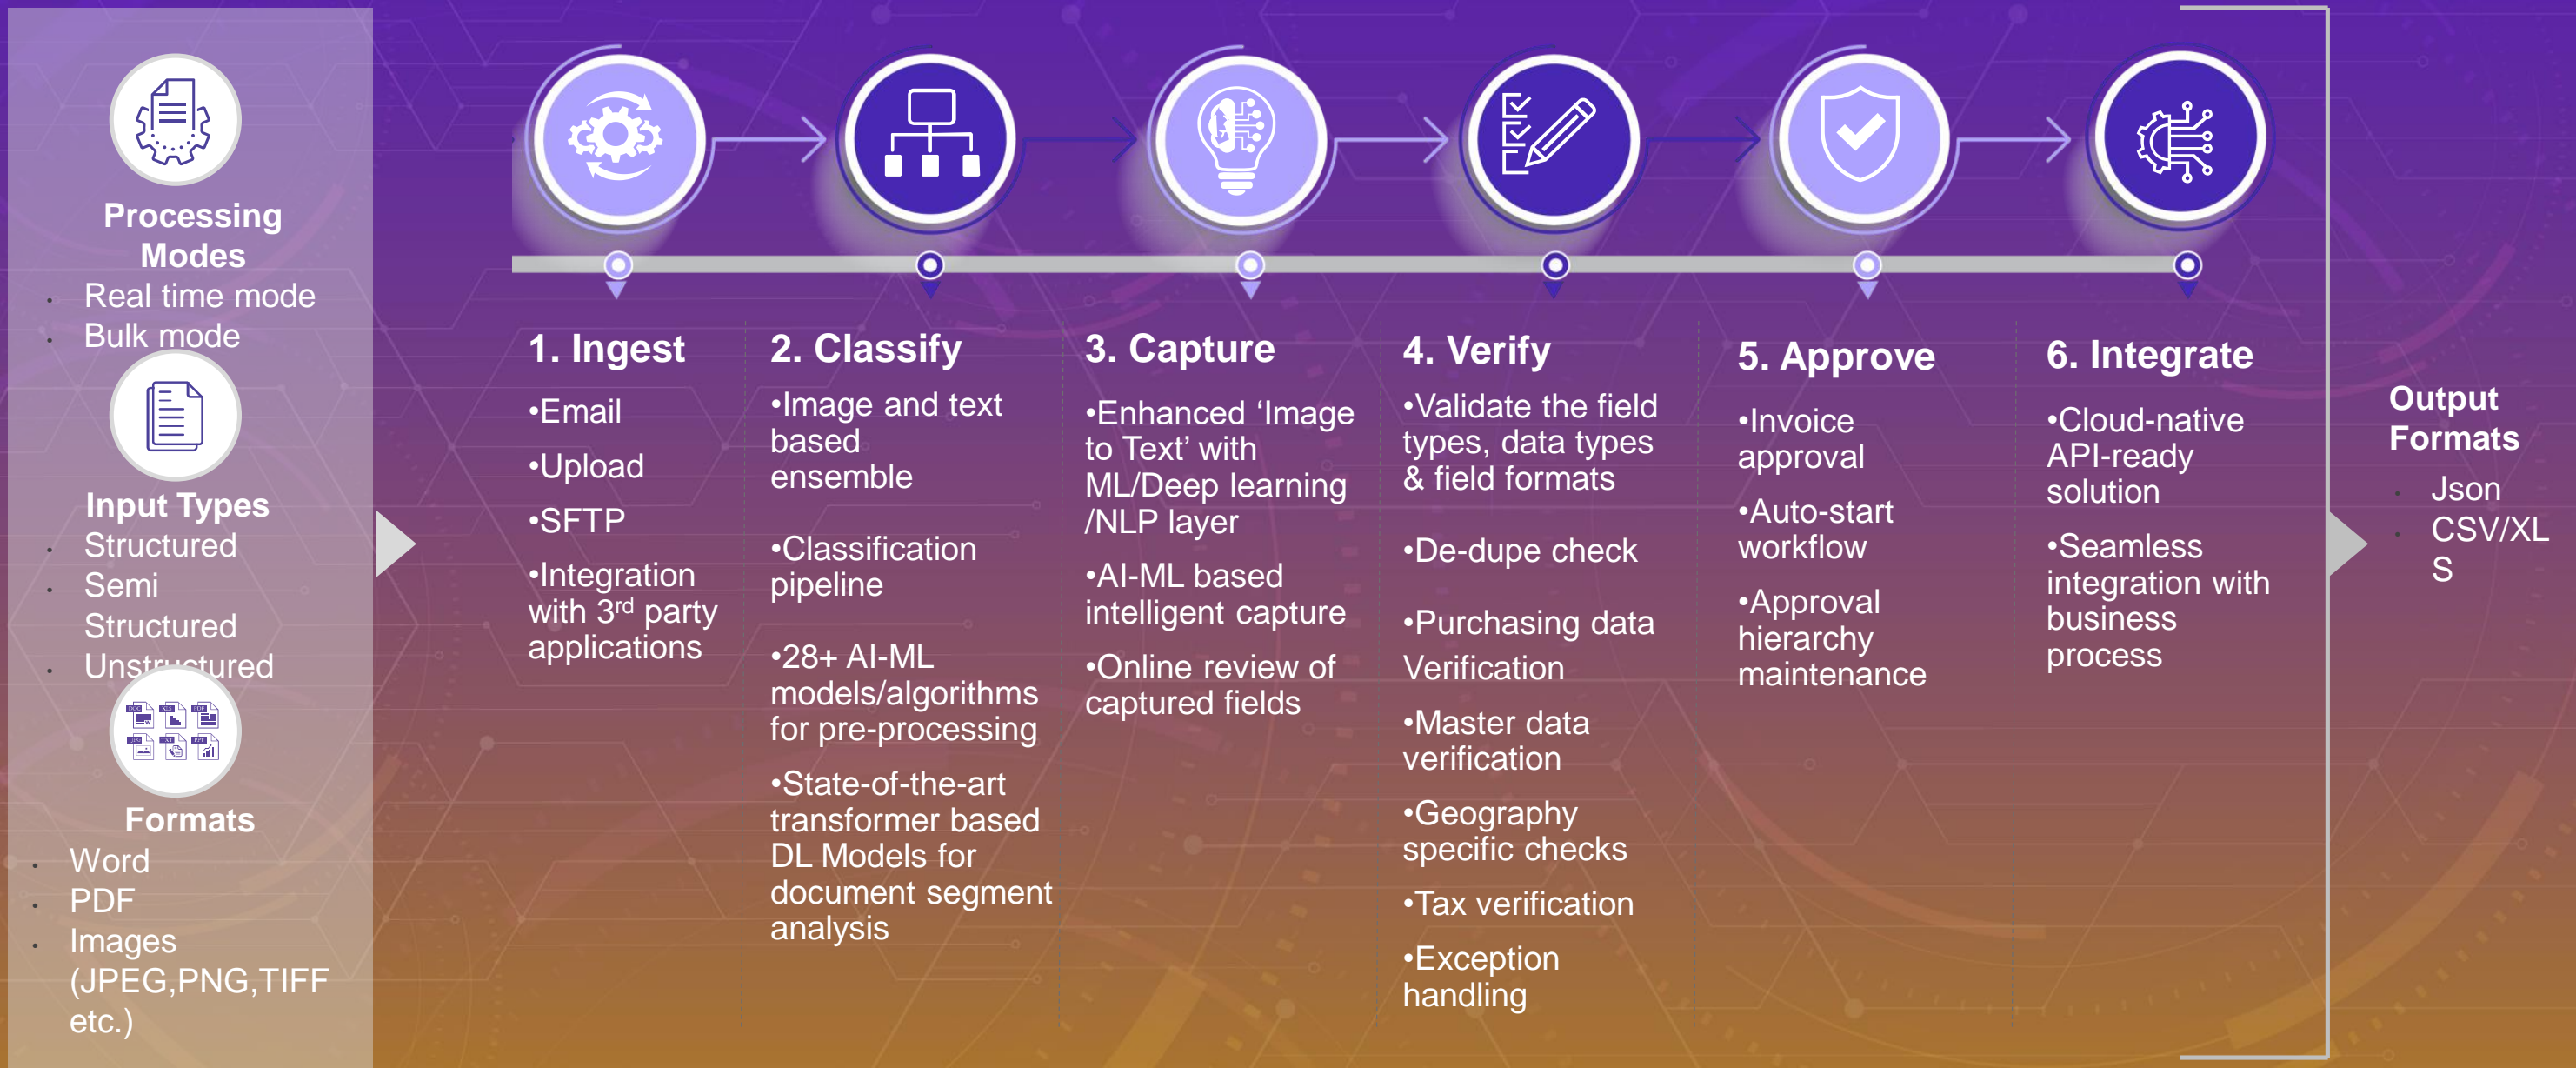 Processing
Modes
Real time mode
Bulk mode
Input Types
Structured
Semi
Structured
Unstructured
DOC XLS PDF
JPG TXT PPT
Formats
Word
PDF
Images
(JPEG,PNG,TIFF
etc.)
1. Ingest
•Email
•Upload
•SFTP
•Integration
with 3rd party
applications
2. Classify
•Image and text
based
ensemble
•Classification
pipeline
•28+ AI-ML
models/algorithms
for pre-processing
•State-of-the-art
transformer based
DL Models for
document segment
analysis
3. Capture
•Enhanced ‘Image
to Text’ with
ML/Deep learning
/NLP layer
•AI-ML based
intelligent capture
•Online review of
captured fields
4. Verify
•Validate the field
types, data types
& field formats
•De-dupe check
•Purchasing data
Verification
•Master data
verification
•Geography
specific checks
•Tax verification
•Exception
handling
5. Approve
•Invoice
approval
•Auto-start
workflow
•Approval
hierarchy
maintenance
6. Integrate
•Cloud-native
API-ready
solution
•Seamless
integration with
business
process
Output
Formats
Json
CSV/XL
S